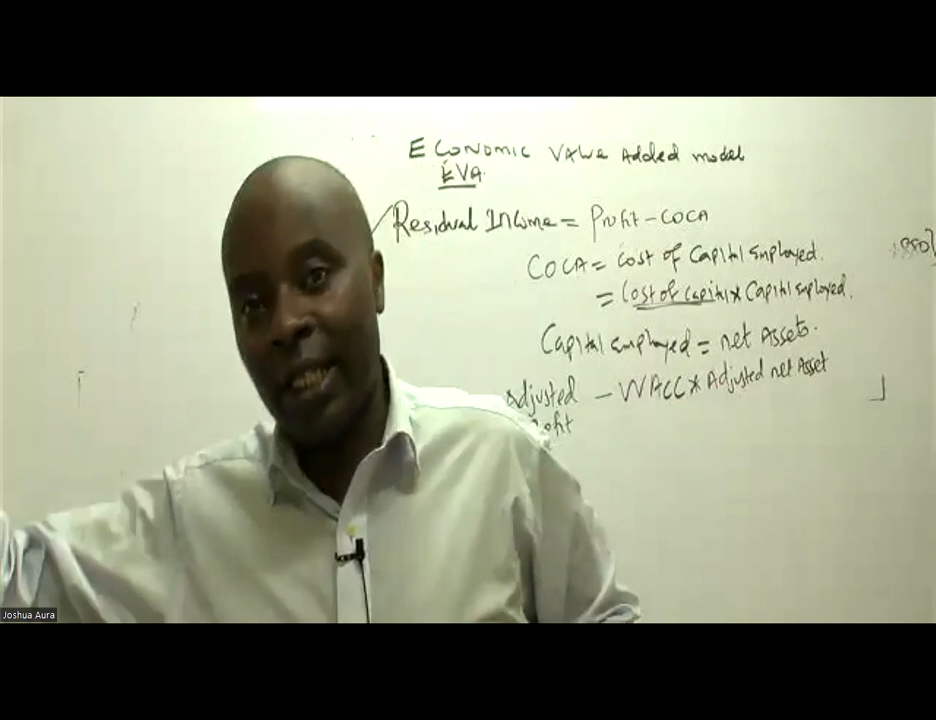 Economic Value Added model
EVA
Residual Income = Profit - COCA
COCA = Cost of Capital Employed.
= Cost of Capital x Capital Employed.
Capital Employed = net Assets.
Adjusted - WACC x Adjusted net Asset
Joshua Aura